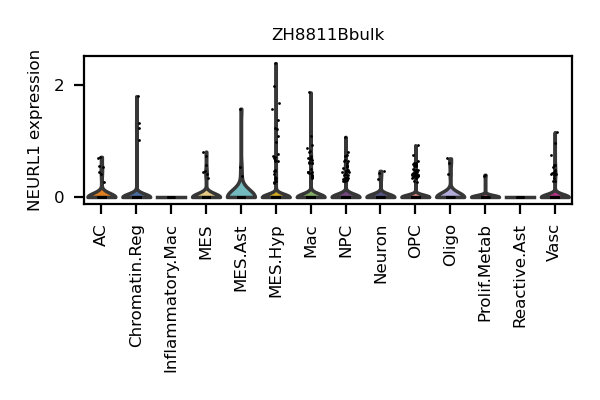 ZH8811Bbulk
NEURL1 expression
2
0
AC
Chromatin.Reg
Inflammatory.Mac
MES
MES.Ast
MES.Hyp
Mac
NPC
Neuron
OPC
Oligo
Prolif.Metab
Reactive.Ast
Vasc